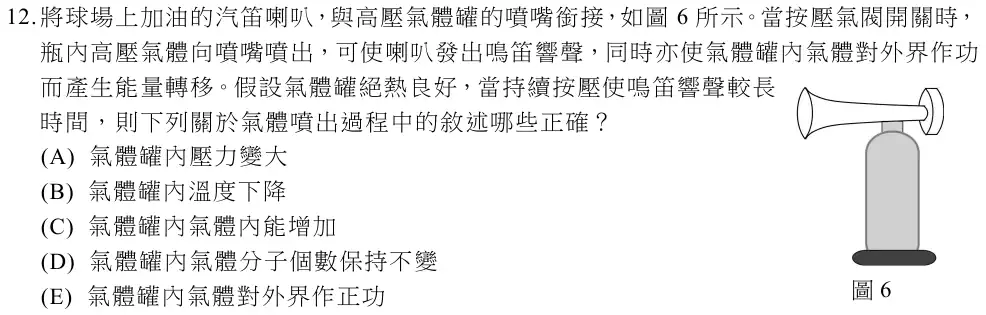 12.將球場上加油的汽笛喇叭，與高壓氣體罐的噴嘴銜接，如圖 6 所示。當按壓氣閥開關時，
瓶內高壓氣體向噴嘴噴出，可使喇叭發出鳴笛響聲，同時亦使氣體罐內氣體對外界作功
而產生能量轉移。假設氣體罐絕熱良好，當持續按壓使鳴笛響聲較長
時間，則下列關於氣體噴出過程中的敘述哪些正確？
(A) 氣體罐內壓力變大
(B) 氣體罐內溫度下降
(C) 氣體罐內氣體內能增加
(D) 氣體罐內氣體分子個數保持不變
(E) 氣體罐內氣體對外界作正功
圖 6